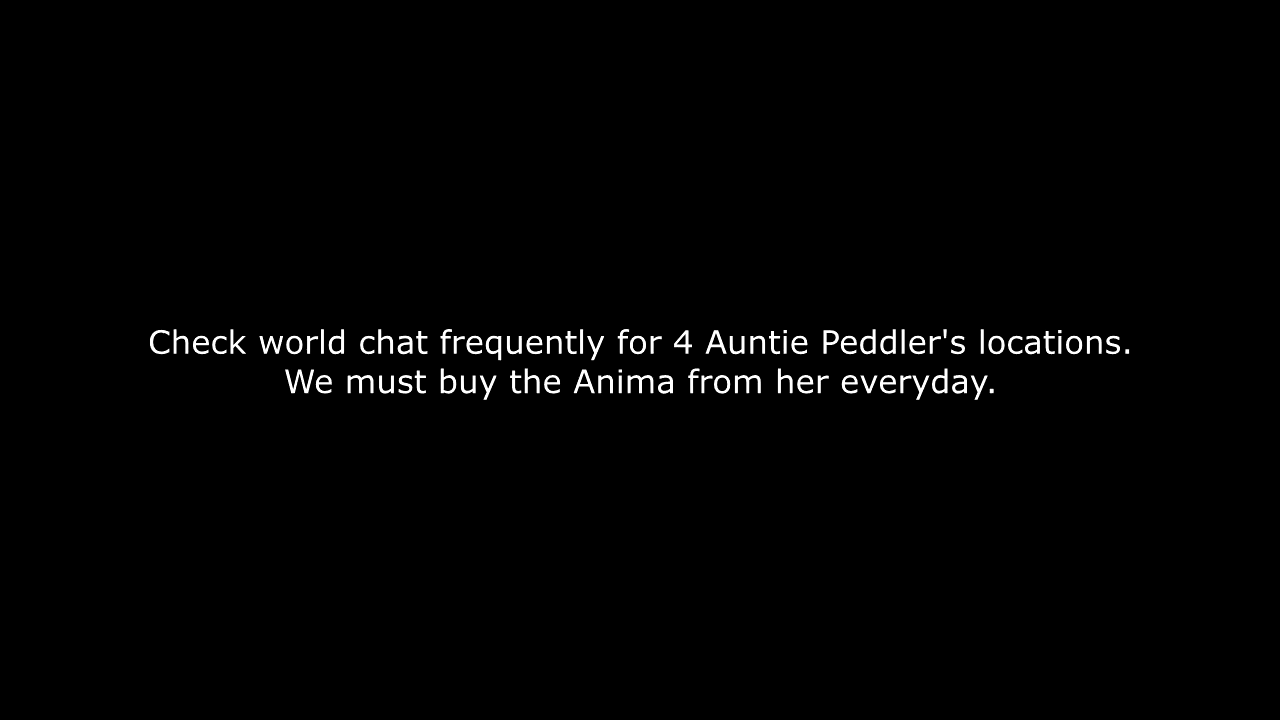 Check world chat frequently for 4 Auntie Peddler's locations.
We must buy the Anima from her everyday.